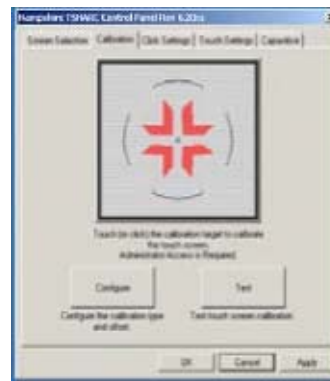 Hampshire TSHARC Control Panel Rev 6.20
Screen Selection Calibration Click Settings Touch Settings Capacitive
Touch (or click) the calibration target to calibrate
the touch screen.
Administrator Access is Required.
Configure Test
Configure the calibration type
and offset.
Test touch screen calibration.
OK Cancel Apply